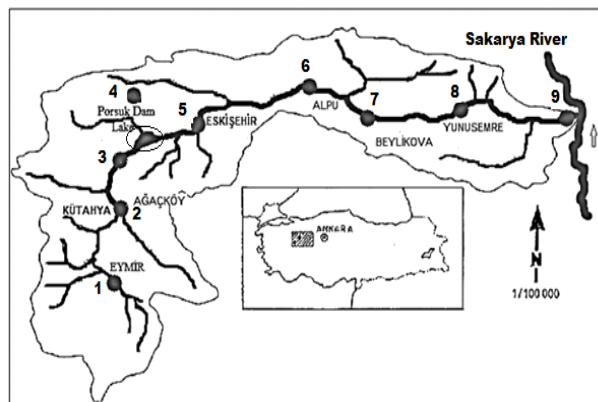 Sakarya River
6
4
Porsuk Dam
Lake
5
ESKİŞEHİR
ALPU
7
8
9
BEYLİKOVA
YUNUSEMRE
3
KÜTAHYA
AĞAÇKÖY
2
EYMİR
1
ANKARA
N
1/100 000